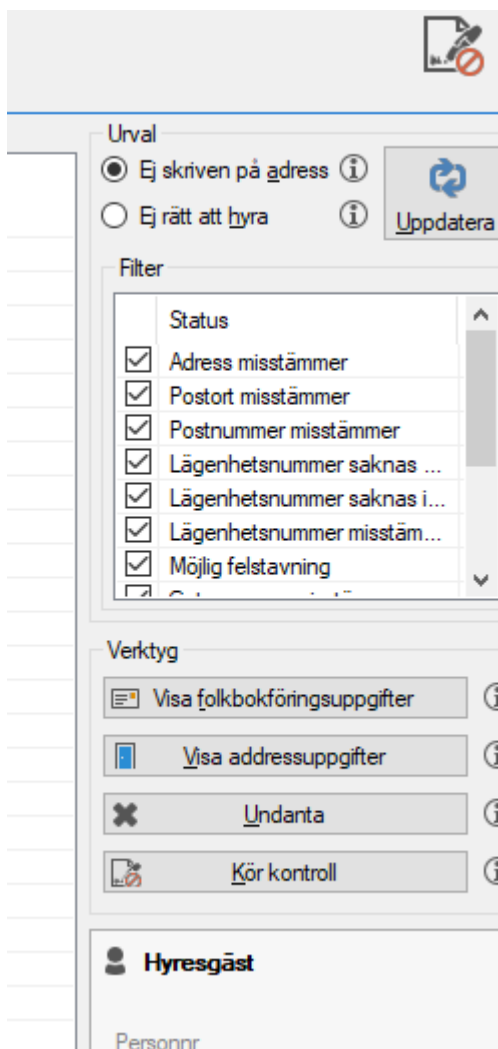 Urval
Ej skriven på adress
Ej rätt att hyra
Uppdatera
Filter
Status
Adress misstämmer
Postort misstämmer
Postnummer misstämmer
Lägenhetsnummer saknas ...
Lägenhetsnummer saknas i...
Lägenhetsnummer misstäm...
Möjlig felstavning
Verktyg
Visa folkbokföringsuppgifter
Visa addressuppgifter
Undanta
Kör kontroll
Hyresgäst
Personnr